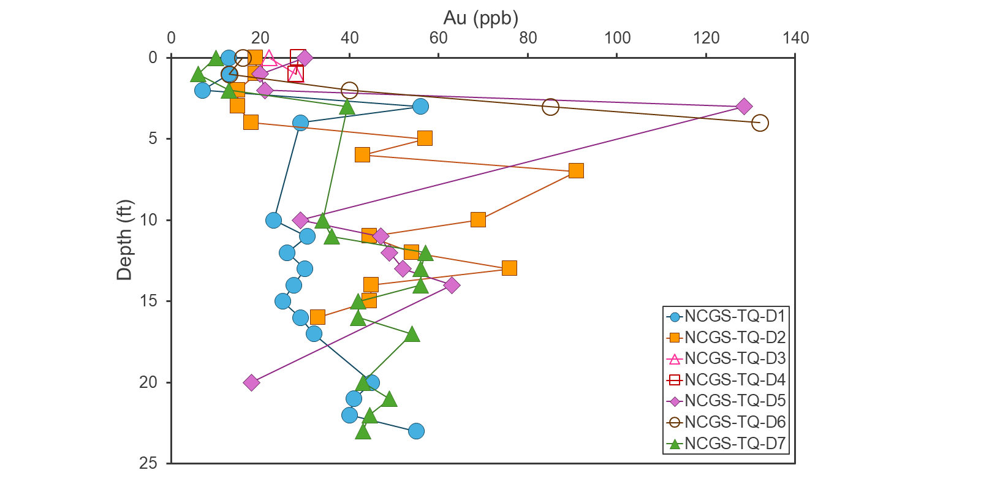 Au (ppb)
0 20 40 60 80 100 120 140
0
5
10
15
20
25
Depth (ft)
NCGS-TQ-D1
NCGS-TQ-D2
NCGS-TQ-D3
NCGS-TQ-D4
NCGS-TQ-D5
NCGS-TQ-D6
NCGS-TQ-D7